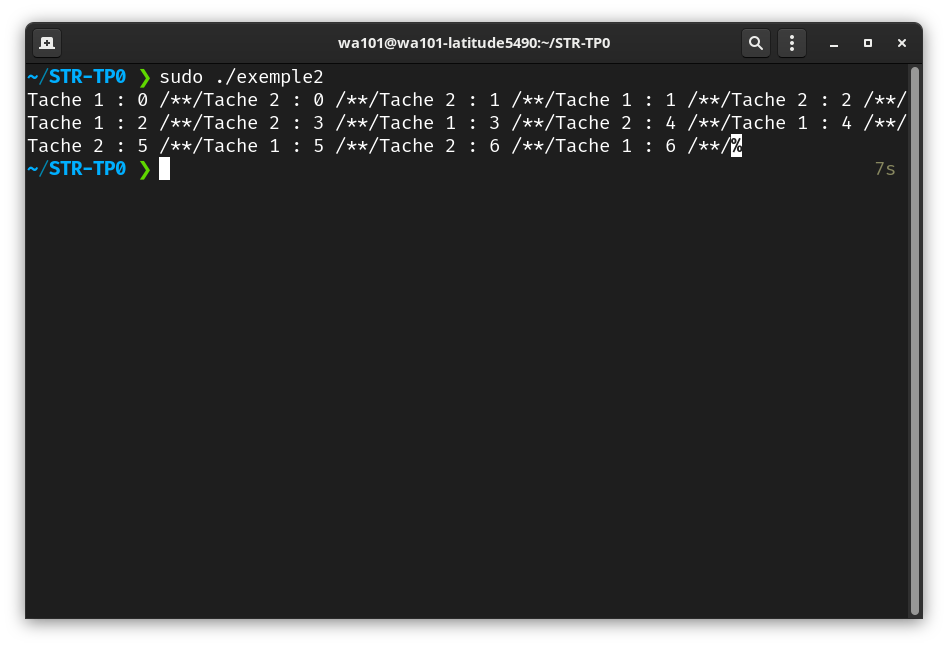 wa101@wa101-latitude5490:~/STR-TP0
~/STR-TP0 ❯ sudo ./exemple2
Tache 1 : 0 /**/Tache 2 : 0 /**/Tache 2 : 1 /**/Tache 1 : 1 /**/Tache 2 : 2 /**/
Tache 1 : 2 /**/Tache 2 : 3 /**/Tache 1 : 3 /**/Tache 2 : 4 /**/Tache 1 : 4 /**/
Tache 2 : 5 /**/Tache 1 : 5 /**/Tache 2 : 6 /**/Tache 1 : 6 /**/%
~/STR-TP0 ❯ 7s